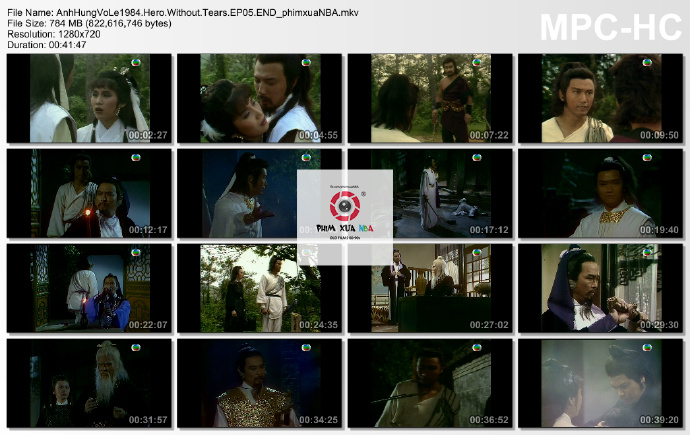 File Name: AnhHungVoLe1984.Hero.Without.Tears.EP05.END_phimxuaNBA.mkv
File Size: 784 MB (822,616,746 bytes)
Resolution: 1280x720
Duration: 00:41:47
MPC-HC
00:02:27
00:04:55
00:07:22
00:09:50
00:12:17
00:17:12
00:19:40
PHIM XUA NBA
00:22:07
00:24:35
00:27:02
00:29:30
00:31:57
00:34:25
00:36:52
00:39:20